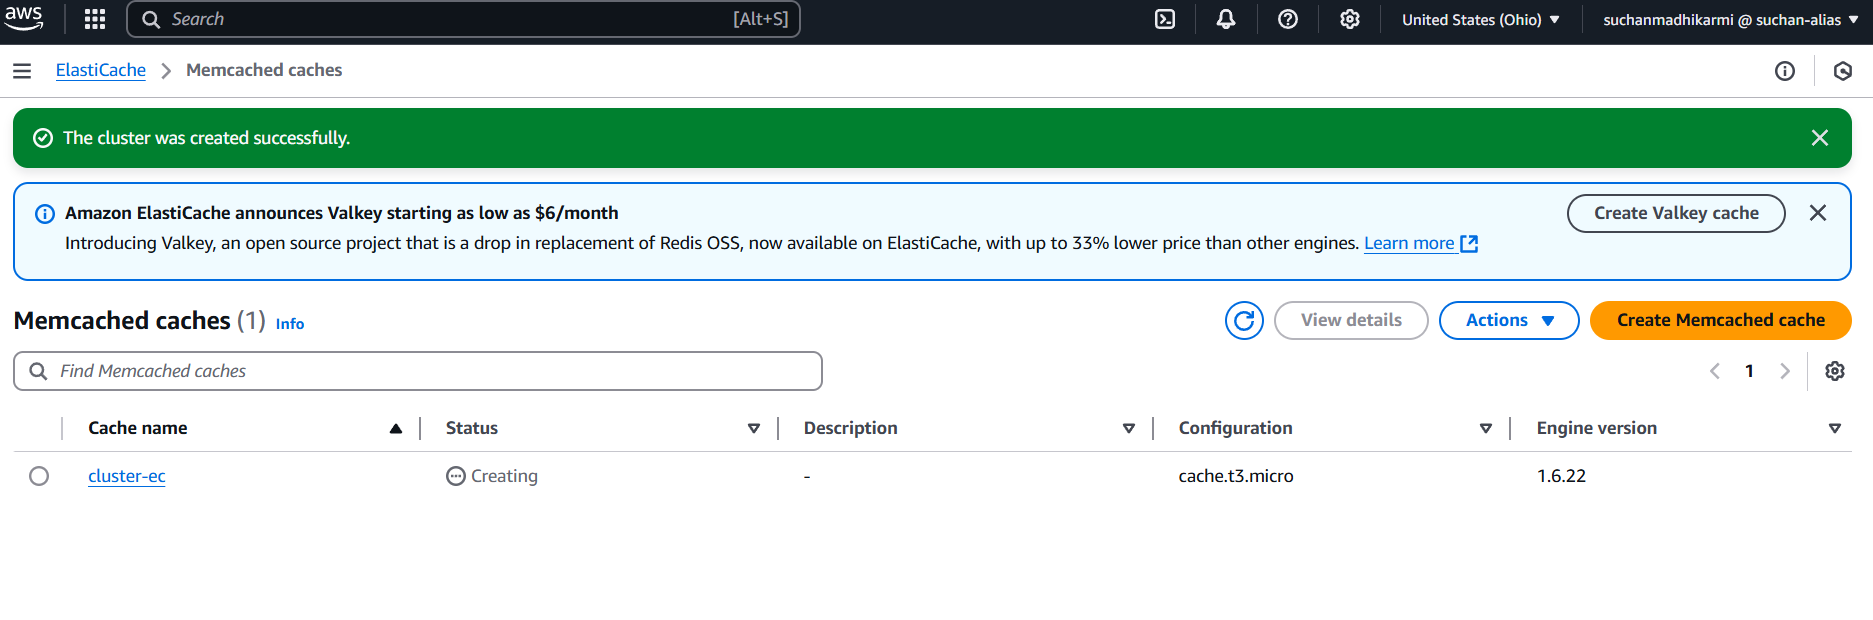 aws
Search [Alt+S] United States (Ohio) suchanmadhikarmi @ suchan-alias
ElastiCache Memcached caches
The cluster was created successfully.
Amazon ElastiCache announces Valkey starting as low as $6/month
Create Valkey cache
Introducing Valkey, an open source project that is a drop in replacement of Redis OSS, now available on ElastiCache, with up to 33% lower price than other engines. Learn more
Memcached caches (1) Info View details Actions Create Memcached cache
Find Memcached caches 1
Cache name Status Description Configuration Engine version
cluster-ec Creating - cache.t3.micro 1.6.22